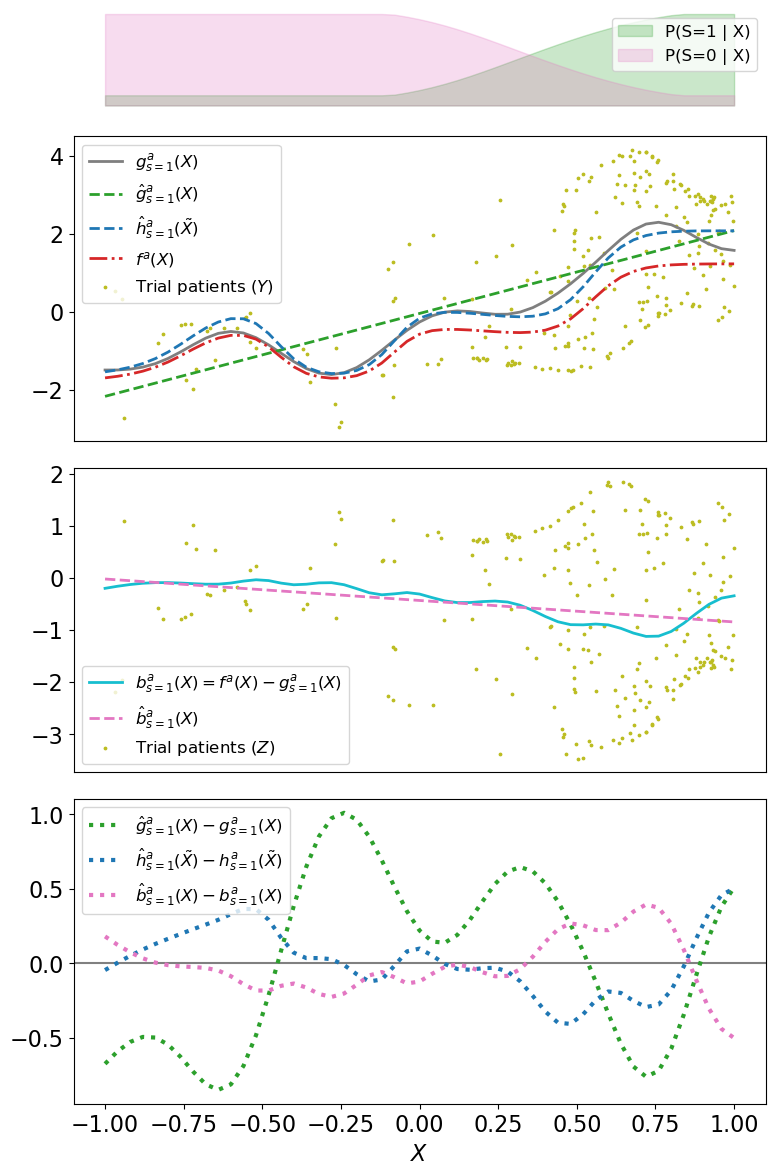 P(S=1 | X)
P(S=0 | X)
4
2
0
−2
g^a_{s=1}(X)
ĝ^a_{s=1}(X)
ĥ^a_{s=1}(X̃)
f^a(X)
Trial patients (Y)
2
1
0
−1
−2
−3
b^a_{s=1}(X) = f^a(X) − g^a_{s=1}(X)
b̂^a_{s=1}(X)
Trial patients (Z)
1.0
0.5
0.0
−0.5
ĝ^a_{s=1}(X) − g^a_{s=1}(X)
ĥ^a_{s=1}(X̃) − h^a_{s=1}(X̃)
b̂^a_{s=1}(X) − b^a_{s=1}(X)
−1.00 −0.75 −0.50 −0.25 0.00 0.25 0.50 0.75 1.00
X